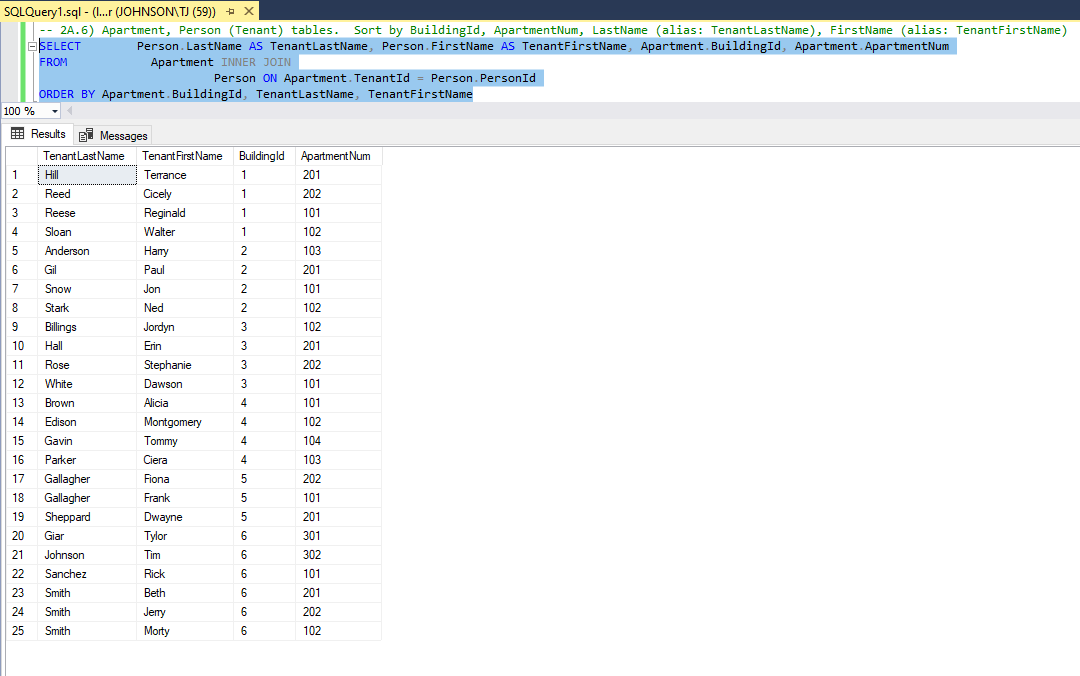 SQLQuery1.sql - (l...r (JOHNSON\TJ (59))
-- 2A.6) Apartment, Person (Tenant) tables.  Sort by BuildingId, ApartmentNum, LastName (alias: TenantLastName), FirstName (alias: TenantFirstName)
SELECT Person.LastName AS TenantLastName, Person.FirstName AS TenantFirstName, Apartment.BuildingId, Apartment.ApartmentNum
FROM Apartment INNER JOIN
Person ON Apartment.TenantId = Person.PersonId
ORDER BY Apartment.BuildingId, TenantLastName, TenantFirstName
100 %
Results Messages
TenantLastName TenantFirstName BuildingId ApartmentNum
1 Hill Terrance 1 201
2 Reed Cicely 1 202
3 Reese Reginald 1 101
4 Sloan Walter 1 102
5 Anderson Harry 2 103
6 Gil Paul 2 201
7 Snow Jon 2 101
8 Stark Ned 2 102
9 Billings Jordyn 3 102
10 Hall Erin 3 201
11 Rose Stephanie 3 202
12 White Dawson 3 101
13 Brown Alicia 4 101
14 Edison Montgomery 4 102
15 Gavin Tommy 4 104
16 Parker Ciera 4 103
17 Gallagher Fiona 5 202
18 Gallagher Frank 5 101
19 Sheppard Dwayne 5 201
20 Giar Tylor 6 301
21 Johnson Tim 6 302
22 Sanchez Rick 6 101
23 Smith Beth 6 201
24 Smith Jerry 6 202
25 Smith Morty 6 102